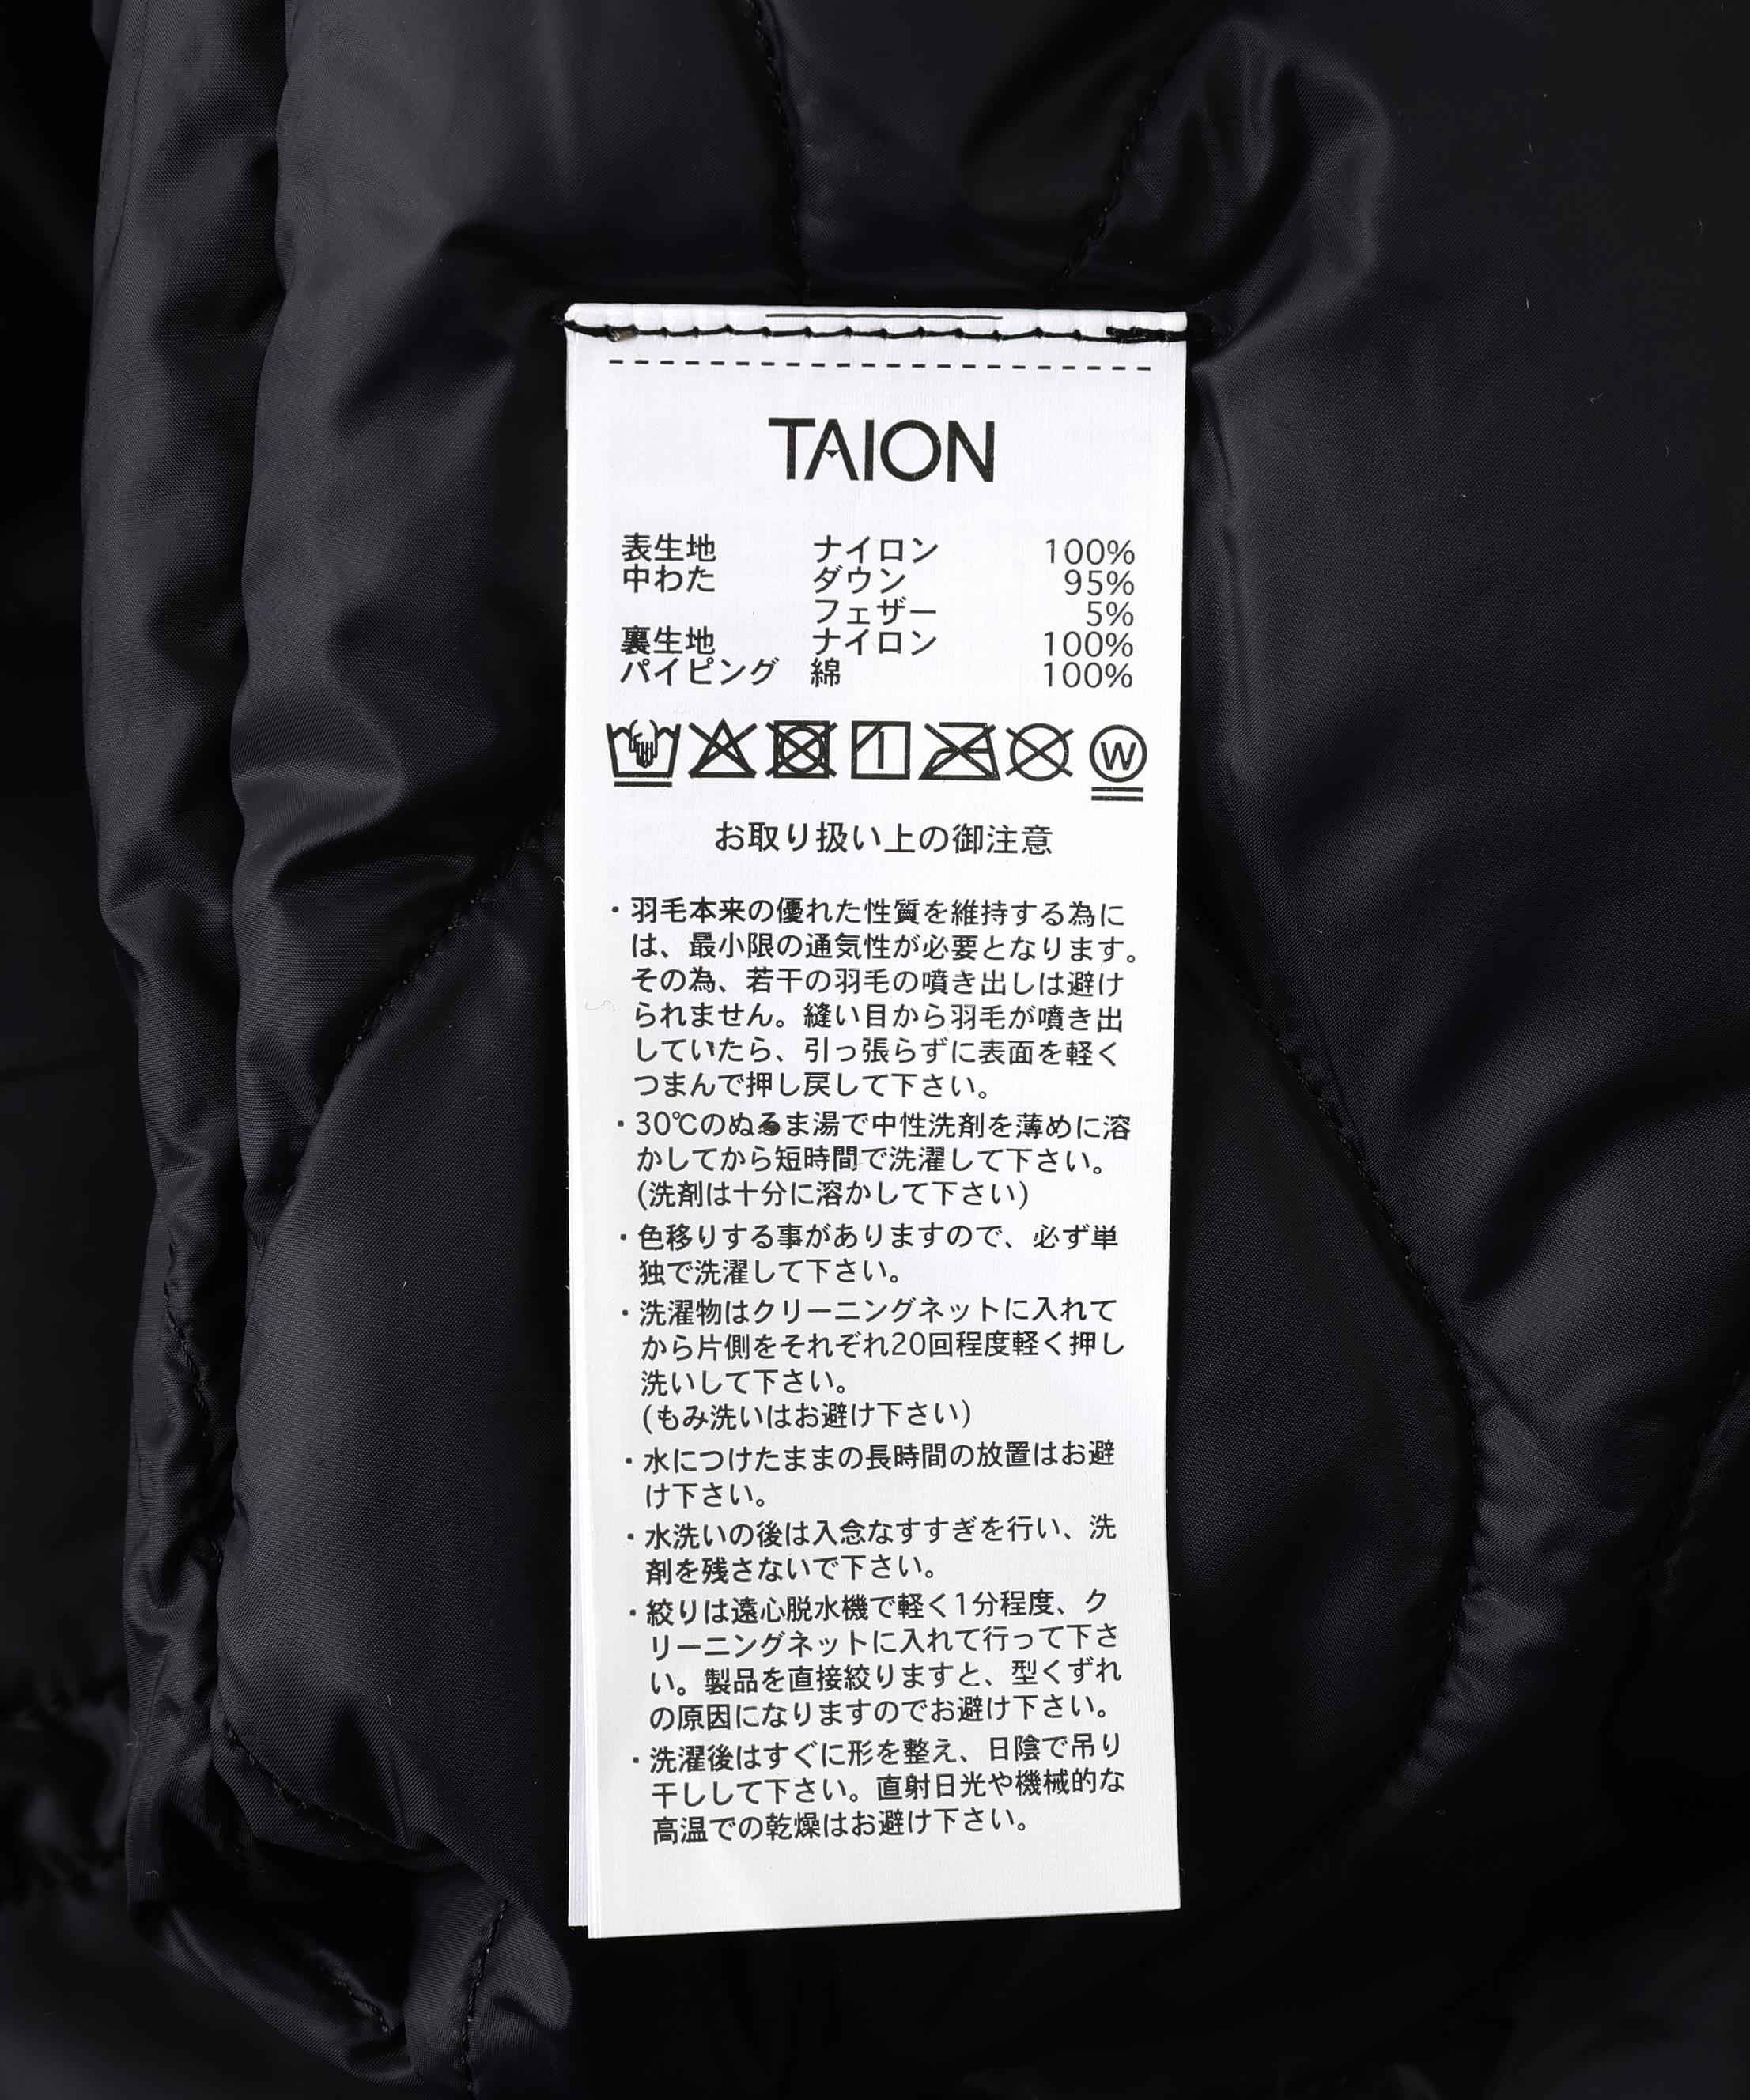 TAION
表生地 ナイロン 100%
中わた ダウン 95%
フェザー 5%
裏生地 ナイロン 100%
パイピング 綿 100%
W
お取り扱い上の御注意
・羽毛本来の優れた性質を維持する為に
は、最小限の通気性が必要となります。
その為、若干の羽毛の噴き出しは避け
られません。縫い目から羽毛が噴き出
していたら、引っ張らずに表面を軽く
つまんで押し戻して下さい。
・30℃のぬるま湯で中性洗剤を薄めに溶
かしてから短時間で洗濯して下さい。
(洗剤は十分に溶かして下さい)
・色移りする事がありますので、必ず単
独で洗濯して下さい。
・洗濯物はクリーニングネットに入れて
から片側をそれぞれ20回程度軽く押し
洗いして下さい。
(もみ洗いはお避け下さい)
・水につけたままの長時間の放置はお避
け下さい。
・水洗いの後は入念なすすぎを行い、洗
剤を残さないで下さい。
・絞りは遠心脱水機で軽く1分程度、ク
リーニングネットに入れて行って下さ
い。製品を直接絞りますと、型くずれ
の原因になりますのでお避け下さい。
・洗濯後はすぐに形を整え、日陰で吊り
干しして下さい。直射日光や機械的な
高温での乾燥はお避け下さい。